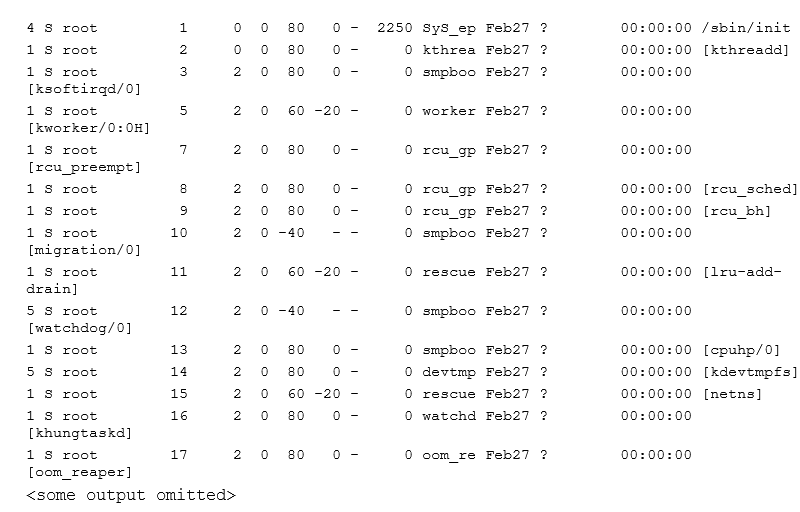 4 S root 1 0 0 80 0 - 2250 SyS_ep Feb27 ? 00:00:00 /sbin/init
1 S root 2 0 0 80 0 - 0 kthrea Feb27 ? 00:00:00 [kthreadd]
1 S root 3 2 0 80 0 - 0 smpboo Feb27 ? 00:00:00
[ksoftirqd/0]
1 S root 5 2 0 60 -20 - 0 worker Feb27 ? 00:00:00
[kworker/0:0H]
1 S root 7 2 0 80 0 - 0 rcu_gp Feb27 ? 00:00:00
[rcu_preempt]
1 S root 8 2 0 80 0 - 0 rcu_gp Feb27 ? 00:00:00 [rcu_sched]
1 S root 9 2 0 80 0 - 0 rcu_gp Feb27 ? 00:00:00 [rcu_bh]
1 S root 10 2 0 -40 - - 0 smpboo Feb27 ? 00:00:00
[migration/0]
1 S root 11 2 0 60 -20 - 0 rescue Feb27 ? 00:00:00 [lru-add-
drain]
5 S root 12 2 0 -40 - - 0 smpboo Feb27 ? 00:00:00
[watchdog/0]
1 S root 13 2 0 80 0 - 0 smpboo Feb27 ? 00:00:00 [cpuhp/0]
5 S root 14 2 0 80 0 - 0 devtmp Feb27 ? 00:00:00 [kdevtmpfs]
1 S root 15 2 0 60 -20 - 0 rescue Feb27 ? 00:00:00 [netns]
1 S root 16 2 0 80 0 - 0 watchd Feb27 ? 00:00:00
[khungtaskd]
1 S root 17 2 0 80 0 - 0 oom_re Feb27 ? 00:00:00
[oom_reaper]
<some output omitted>